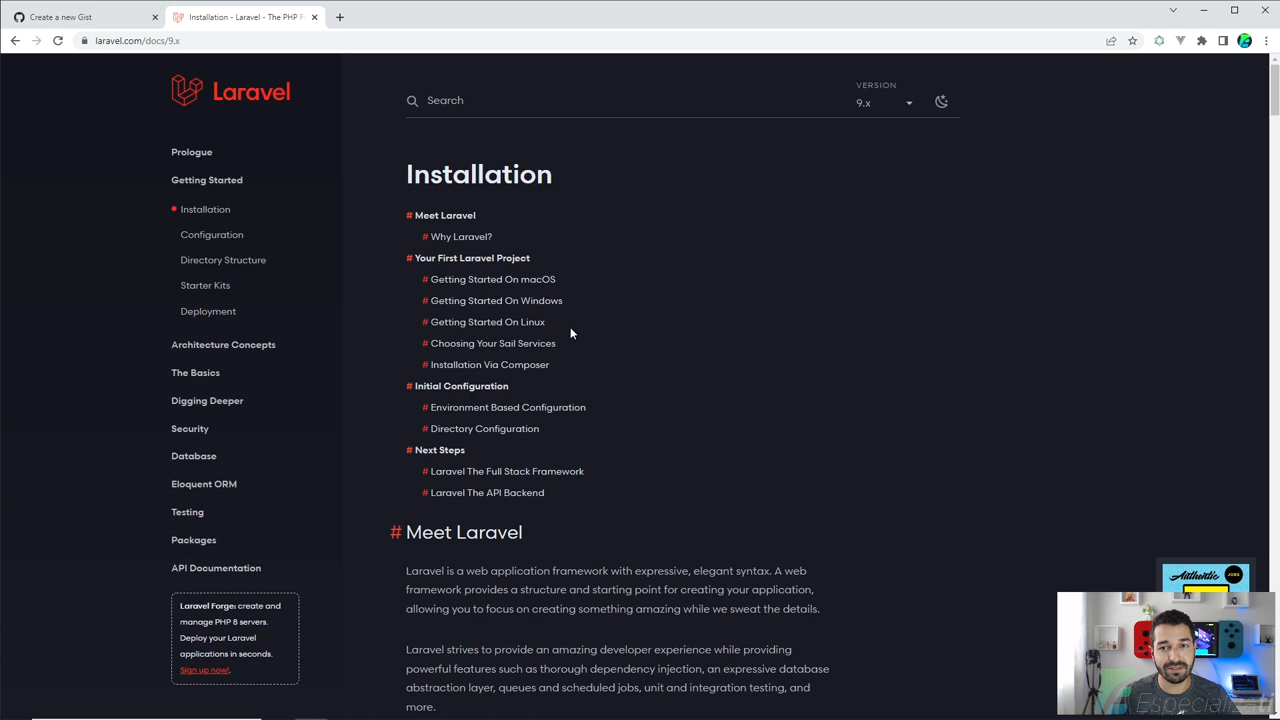 Create a new Gist
Installation - Laravel - The PHP F
laravel.com/docs/9.x
Laravel
Search
VERSION
9.x
Prologue
Getting Started
Installation
Configuration
Directory Structure
Starter Kits
Deployment
Architecture Concepts
The Basics
Digging Deeper
Security
Database
Eloquent ORM
Testing
Packages
API Documentation
Laravel Forge: create and
manage PHP 8 servers.
Deploy your Laravel
applications in seconds.
Sign up now!.
Installation
# Meet Laravel
# Why Laravel?
# Your First Laravel Project
# Getting Started On macOS
# Getting Started On Windows
# Getting Started On Linux
# Choosing Your Sail Services
# Installation Via Composer
# Initial Configuration
# Environment Based Configuration
# Directory Configuration
# Next Steps
# Laravel The Full Stack Framework
# Laravel The API Backend
# Meet Laravel
Laravel is a web application framework with expressive, elegant syntax. A web
framework provides a structure and starting point for creating your application,
allowing you to focus on creating something amazing while we sweat the details.
Laravel strives to provide an amazing developer experience while providing
powerful features such as thorough dependency injection, an expressive database
abstraction layer, queues and scheduled jobs, unit and integration testing, and
more.
Authentic
JOBS
Especializati